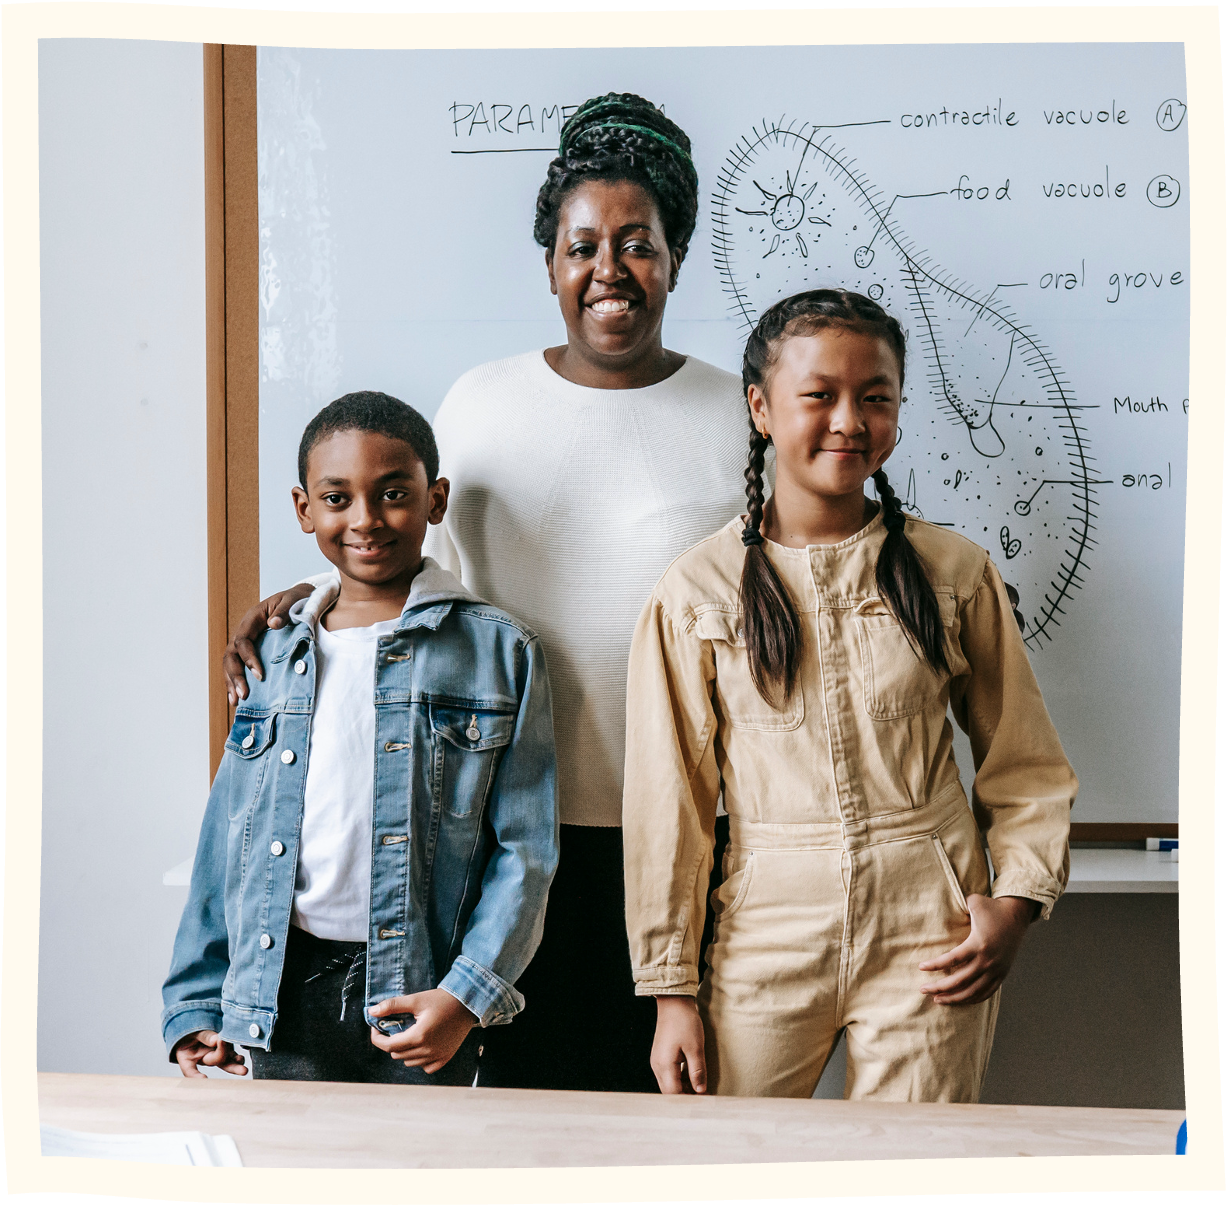 PARAME
contractile vacuole A
food vacuole B
oral grove
Mouth
anal